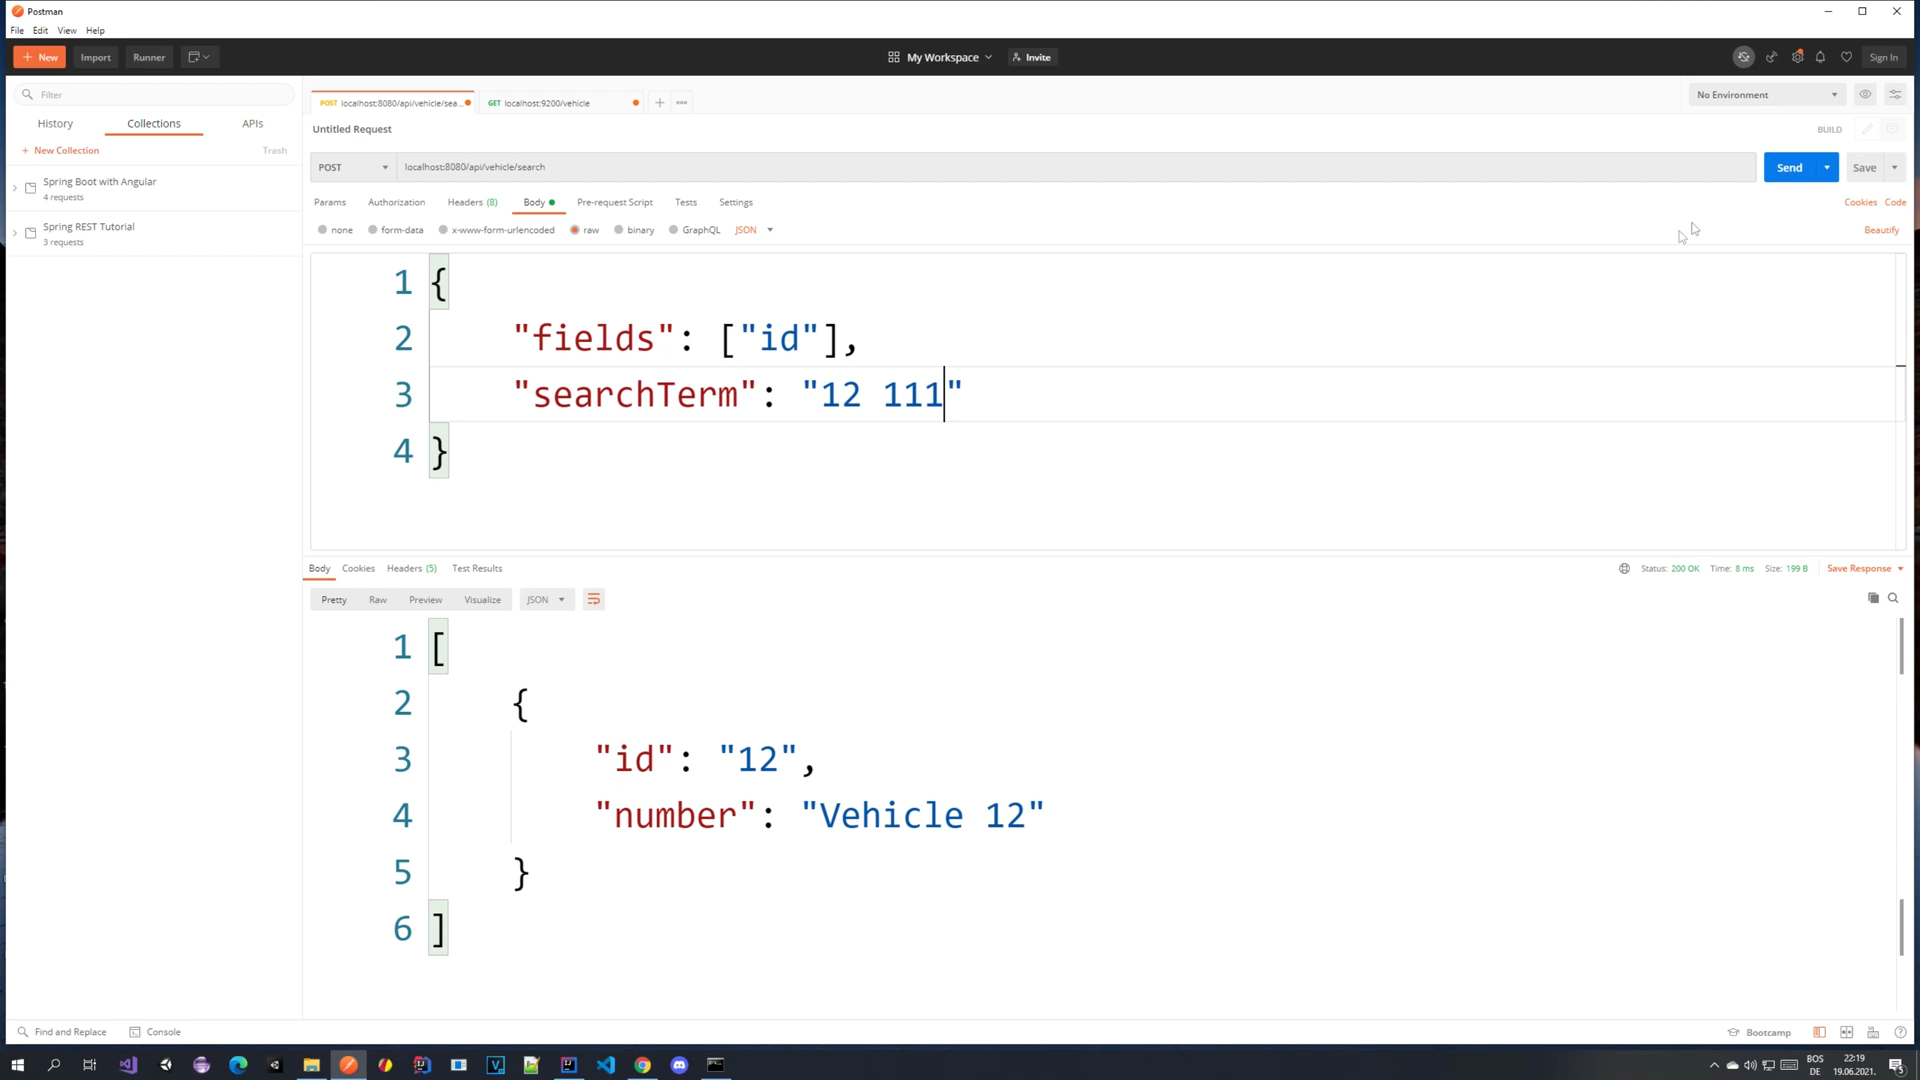 Postman
File Edit View Help
New Import Runner My Workspace Invite Sign In
Filter
History Collections APIs
+ New Collection Trash
Spring Boot with Angular
4 requests
Spring REST Tutorial
3 requests
POST localhost:8080/api/vehicle/sea... GET localhost:9200/vehicle No Environment
Untitled Request BUILD
POST localhost:8080/api/vehicle/search Send Save
Params Authorization Headers (8) Body Pre-request Script Tests Settings Cookies Code
none form-data x-www-form-urlencoded raw binary GraphQL JSON Beautify
1 {
2 "fields": ["id"],
3 "searchTerm": "12 111"
4 }
Body Cookies Headers (5) Test Results Status: 200 OK Time: 8 ms Size: 199 B Save Response
Pretty Raw Preview Visualize JSON
1 [
2 {
3 "id": "12",
4 "number": "Vehicle 12"
5 }
6 ]
Find and Replace Console Bootcamp
BOS 22:19
DE 19.06.2021.